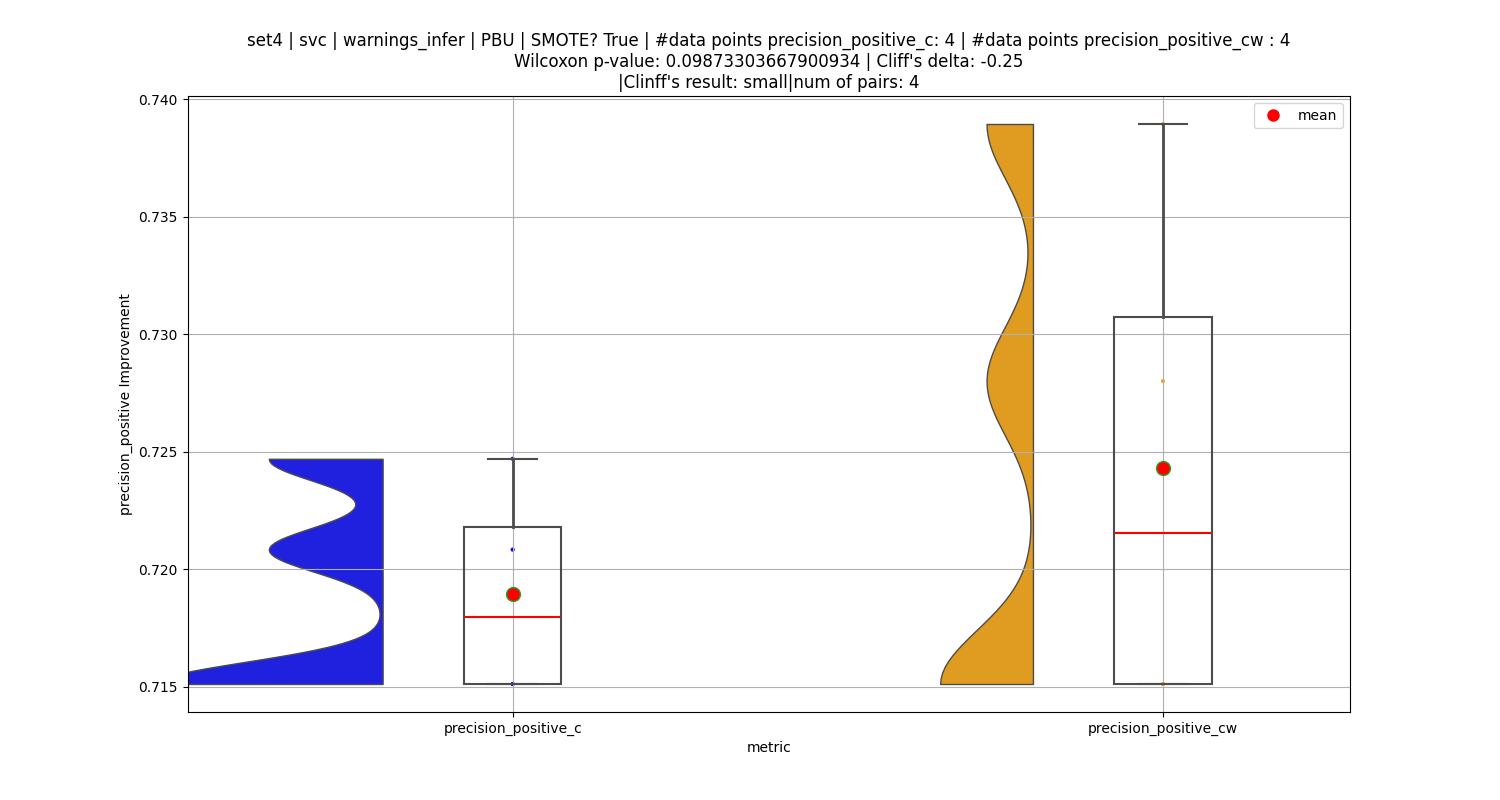 set4 | svc | warnings_infer | PBU | SMOTE? True | #data points precision_positive_c: 4 | #data points precision_positive_cw : 4
Wilcoxon p-value: 0.09873303667900934 | Cliff's delta: -0.25
|Clinff's result: small|num of pairs: 4
mean
0.740
0.735
0.730
0.725
0.720
0.715
precision_positive Improvement
precision_positive_c
precision_positive_cw
metric